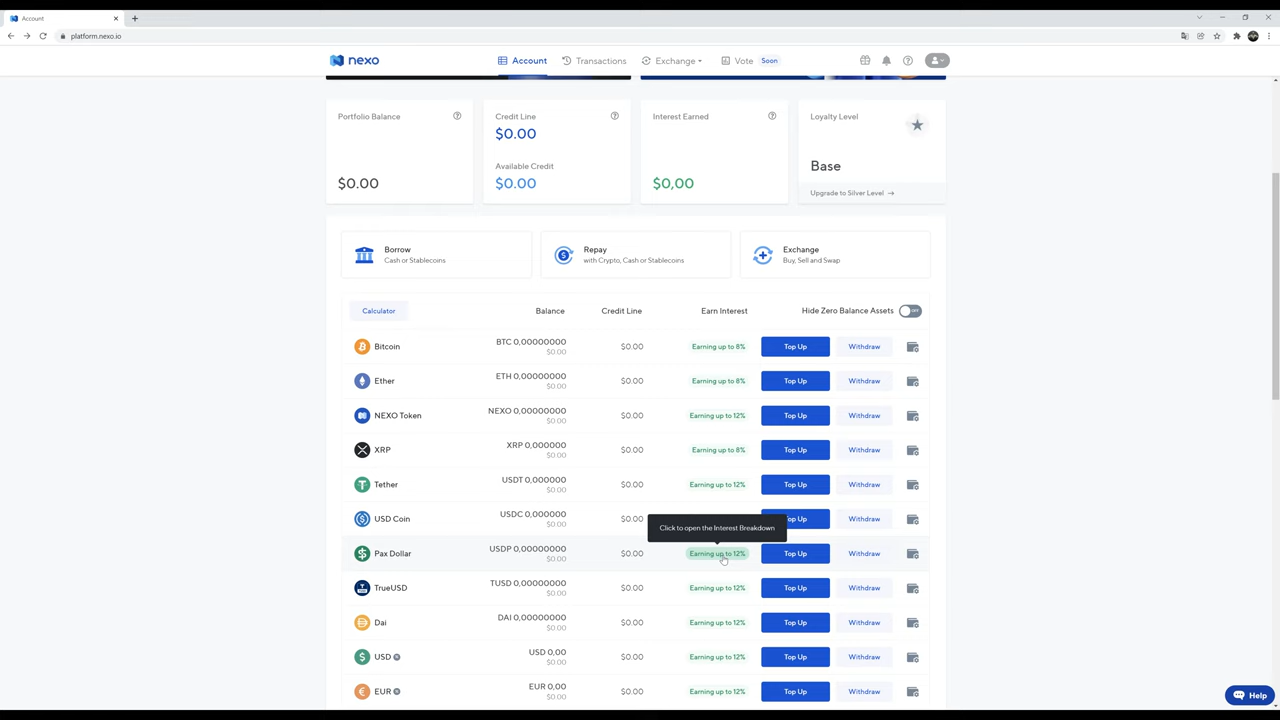 Account
platform.nexo.io
nexo
Account
Transactions
Exchange
Vote
Soon
Portfolio Balance
$0.00
Credit Line
$0.00
Available Credit
$0.00
Interest Earned
$0,00
Loyalty Level
Base
Upgrade to Silver Level →
Borrow
Cash or Stablecoins
Repay
with Crypto, Cash or Stablecoins
Exchange
Buy, Sell and Swap
Calculator Balance Credit Line Earn Interest Hide Zero Balance Assets OFF
Bitcoin BTC 0,00000000 $0.00 Earning up to 8% Top Up Withdraw
$0.00
Ether ETH 0,00000000 $0.00 Earning up to 8% Top Up Withdraw
$0.00
NEXO Token NEXO 0,00000000 $0.00 Earning up to 12% Top Up Withdraw
$0.00
XRP XRP 0,000000 $0.00 Earning up to 8% Top Up Withdraw
$0.00
Tether USDT 0,000000 $0.00 Earning up to 12% Top Up Withdraw
$0.00
USD Coin USDC 0,000000 $0.00 Top Up Withdraw
$0.00
Click to open the Interest Breakdown
Pax Dollar USDP 0,00000000 $0.00 Earning up to 12% Top Up Withdraw
$0.00
TrueUSD TUSD 0,00000000 $0.00 Earning up to 12% Top Up Withdraw
$0.00
Dai DAI 0,00000000 $0.00 Earning up to 12% Top Up Withdraw
$0.00
USD USD 0,00 $0.00 Earning up to 12% Top Up Withdraw
$0.00
EUR EUR 0,00 $0.00 Earning up to 12% Top Up Withdraw
$0.00
Help